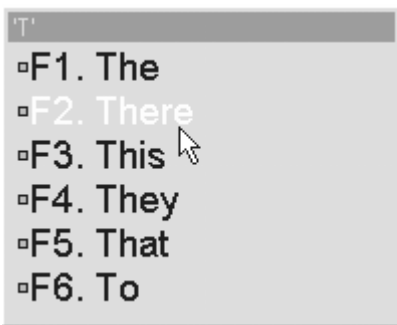 'T'
F1. The
F2. There
F3. This
F4. They
F5. That
F6. To